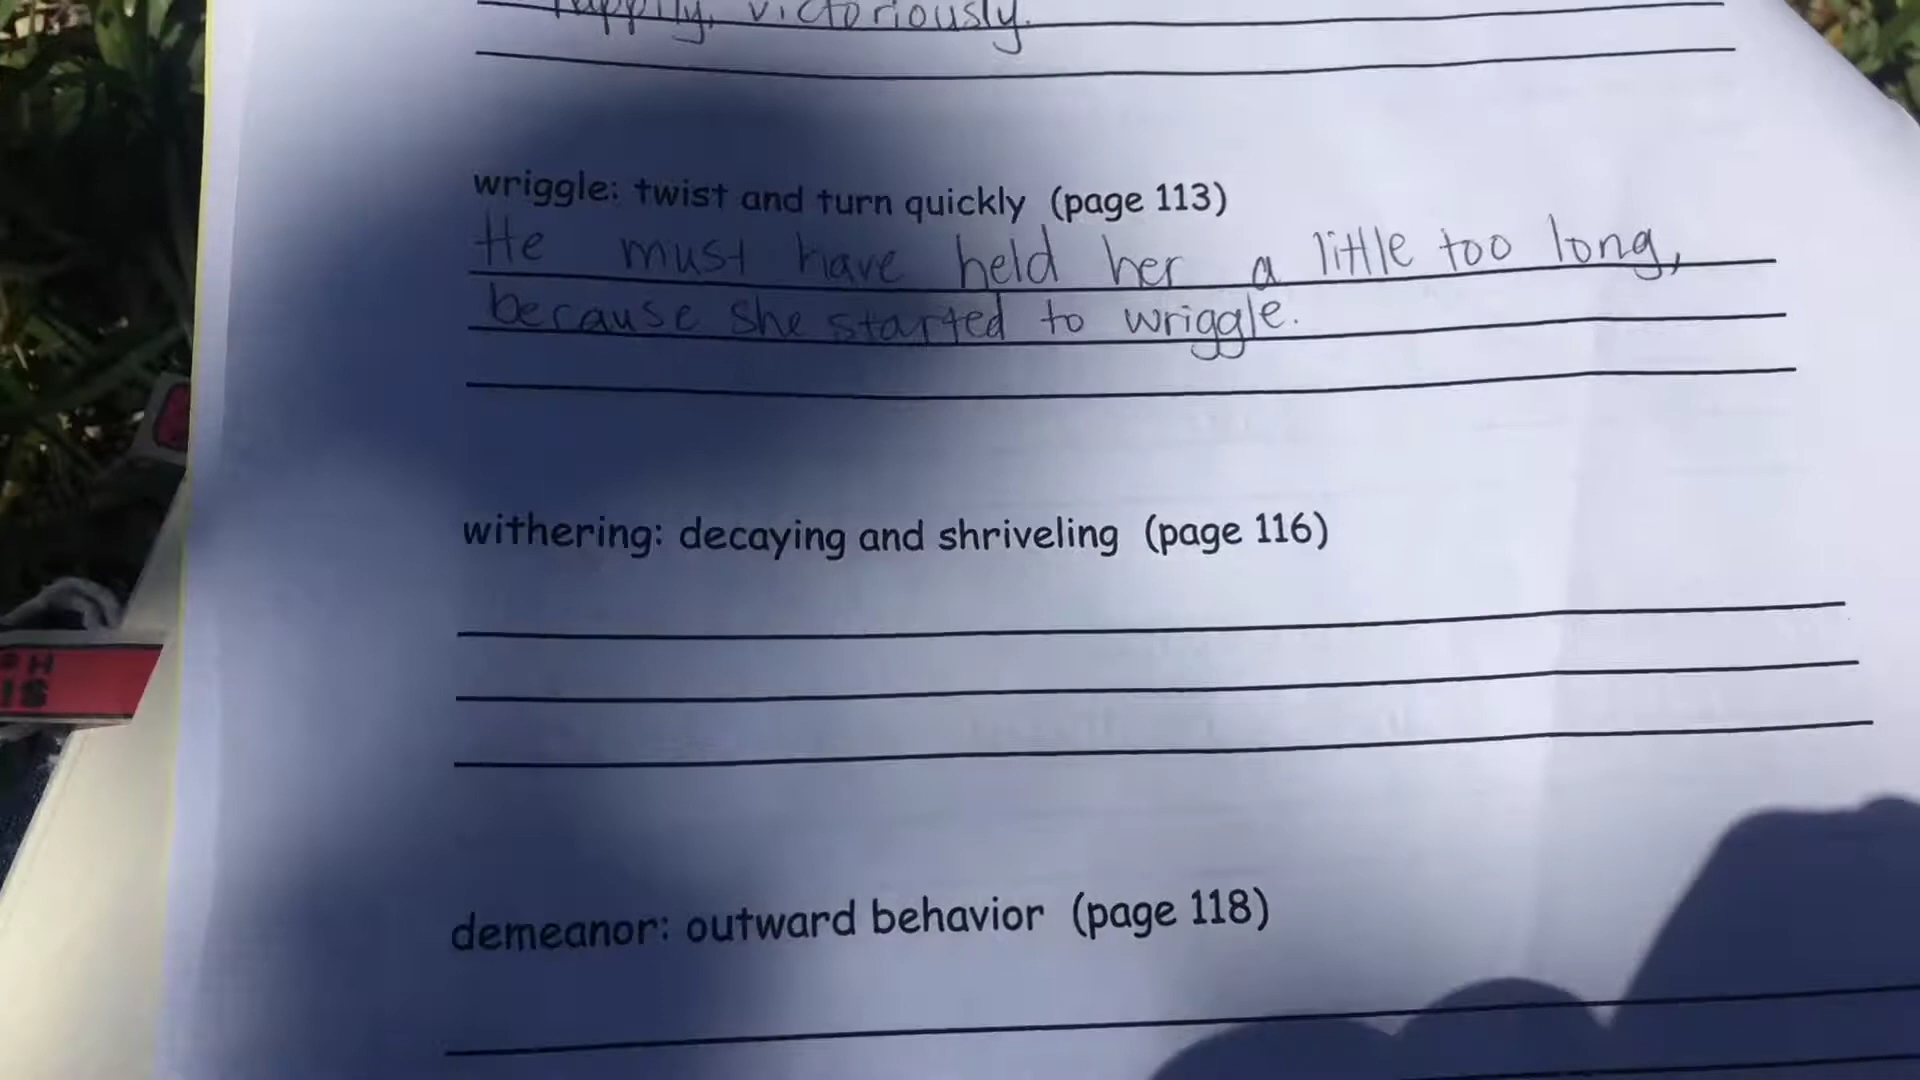 happily, victoriously.
wriggle: twist and turn quickly (page 113)
He must have held her a little too long,
because she started to wriggle.
withering: decaying and shriveling (page 116)
demeanor: outward behavior (page 118)